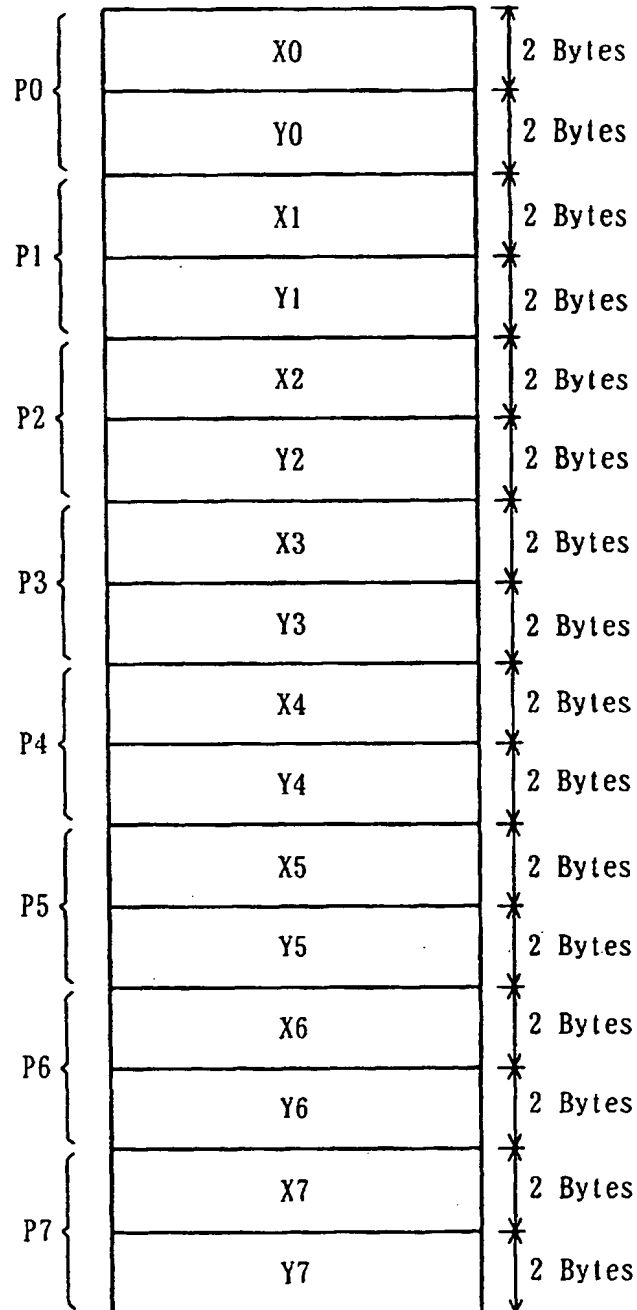 X0 2 Bytes
P0
Y0 2 Bytes
X1 2 Bytes
P1
Y1 2 Bytes
X2 2 Bytes
P2
Y2 2 Bytes
X3 2 Bytes
P3
Y3 2 Bytes
X4 2 Bytes
P4
Y4 2 Bytes
X5 2 Bytes
P5
Y5 2 Bytes
X6 2 Bytes
P6
Y6 2 Bytes
X7 2 Bytes
P7
Y7 2 Bytes